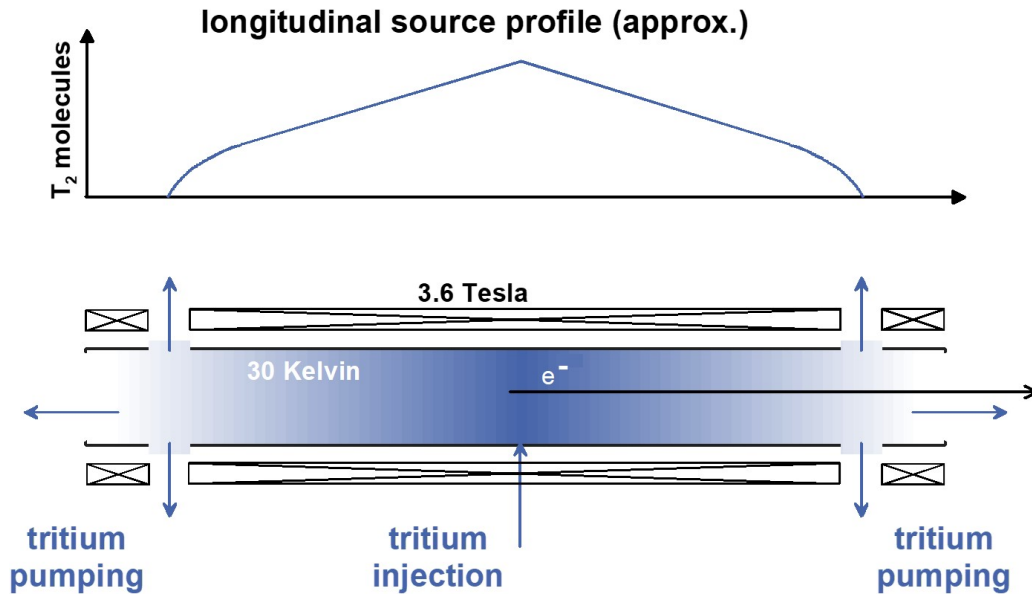 longitudinal source profile (approx.)
T₂ molecules
3.6 Tesla
30 Kelvin
e⁻
tritium
pumping
tritium
injection
tritium
pumping